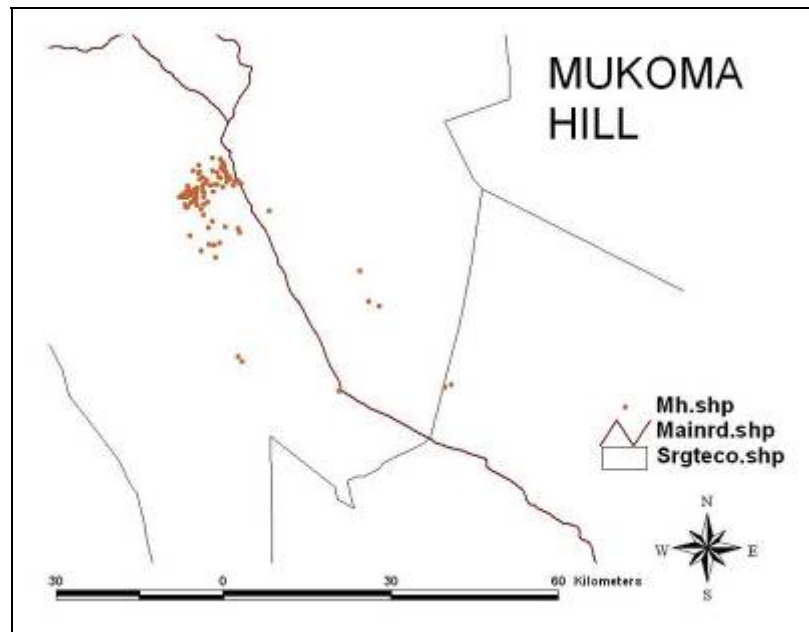 MUKOMA
HILL
Mh.shp
Mainrd.shp
Srgteco.shp
N
W E
S
30 0 30 60 Kilometers